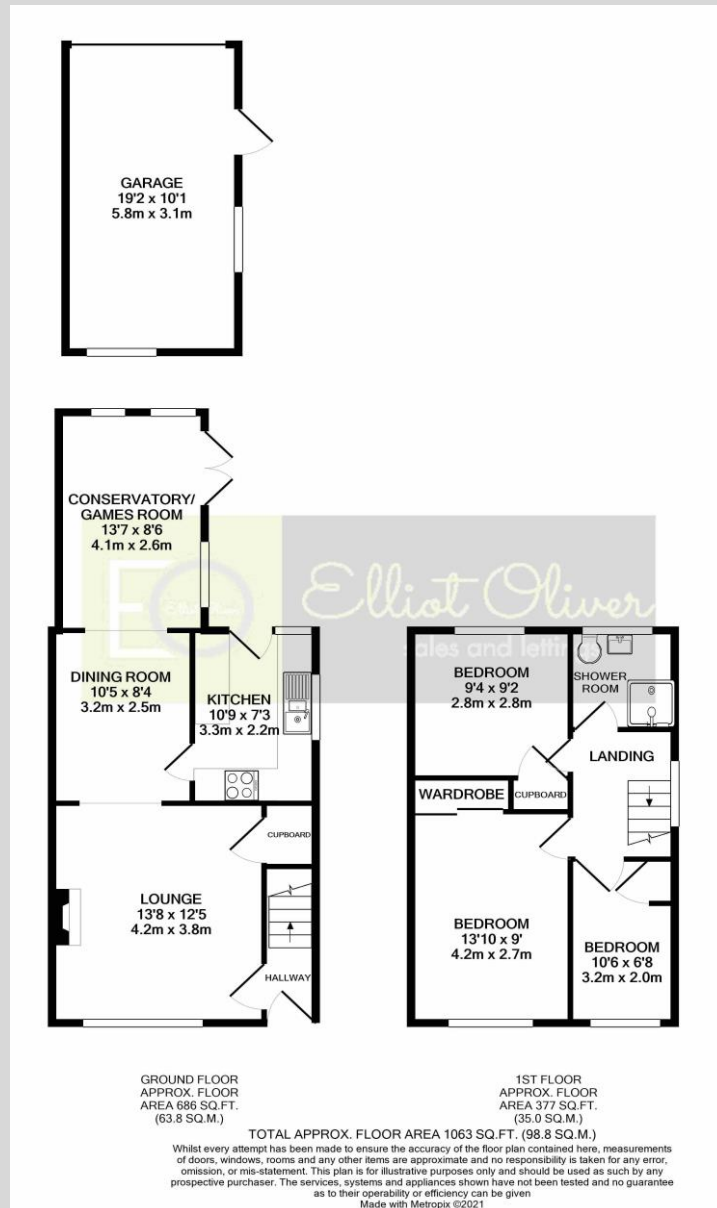 GARAGE
19'2 x 10'1
5.8m x 3.1m
CONSERVATORY/
GAMES ROOM
13'7 x 8'6
4.1m x 2.6m
EO
Elliot Oliver
Elliot Oliver
sales and lettings
DINING ROOM
10'5 x 8'4
3.2m x 2.5m
KITCHEN
10'9 x 7'3
3.3m x 2.2m
CUPBOARD
LOUNGE
13'8 x 12'5
4.2m x 3.8m
HALLWAY
BEDROOM
9'4 x 9'2
2.8m x 2.8m
SHOWER
ROOM
LANDING
WARDROBE
CUPBOARD
BEDROOM
13'10 x 9'
4.2m x 2.7m
BEDROOM
10'6 x 6'8
3.2m x 2.0m
GROUND FLOOR
APPROX. FLOOR
AREA 686 SQ.FT.
(63.8 SQ.M.)
1ST FLOOR
APPROX. FLOOR
AREA 377 SQ.FT.
(35.0 SQ.M.)
TOTAL APPROX. FLOOR AREA 1063 SQ.FT. (98.8 SQ.M.)
Whilst every attempt has been made to ensure the accuracy of the floor plan contained here, measurements
of doors, windows, rooms and any other items are approximate and no responsibility is taken for any error,
omission, or mis-statement. This plan is for illustrative purposes only and should be used as such by any
prospective purchaser. The services, systems and appliances shown have not been tested and no guarantee
as to their operability or efficiency can be given
Made with Metropix ©2021